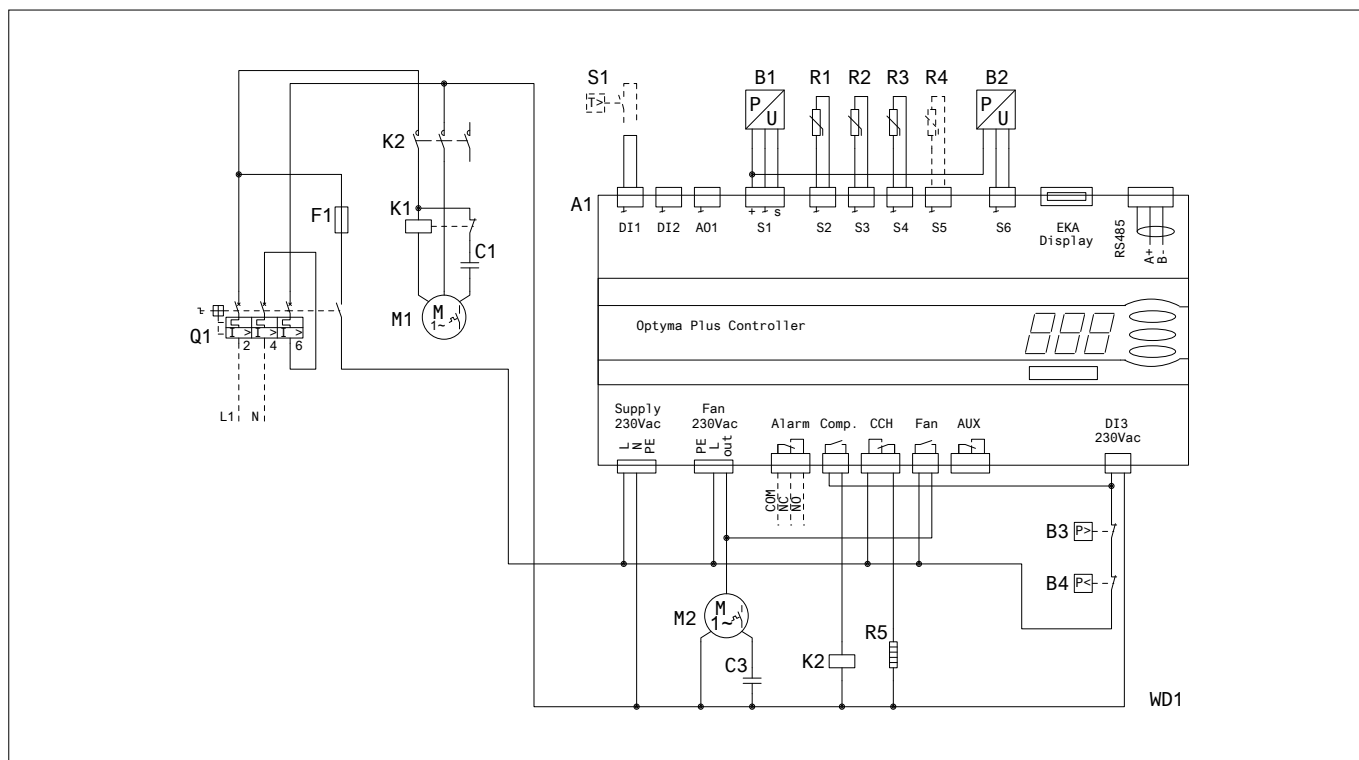 S1
T>
B1
P
U
R1
R2
R3
R4
B2
P
U
K2
A1
+
s
F1
K1
C1
DI1
DI2
AO1
S1
S2
S3
S4
S5
S6
EKA
Display
RS485
A+
B-
M1
M
1~
Optyma Plus Controller
Q1
I >
I >
I >
2
4
6
L1
N
Supply
230Vac
L
N
PE
Fan
230Vac
PE
L
out
Alarm
Comp.
CCH
Fan
AUX
DI3
230Vac
COM
NC
NO
B3
P>
B4
P<
M2
M
1~
C3
K2
R5
WD1